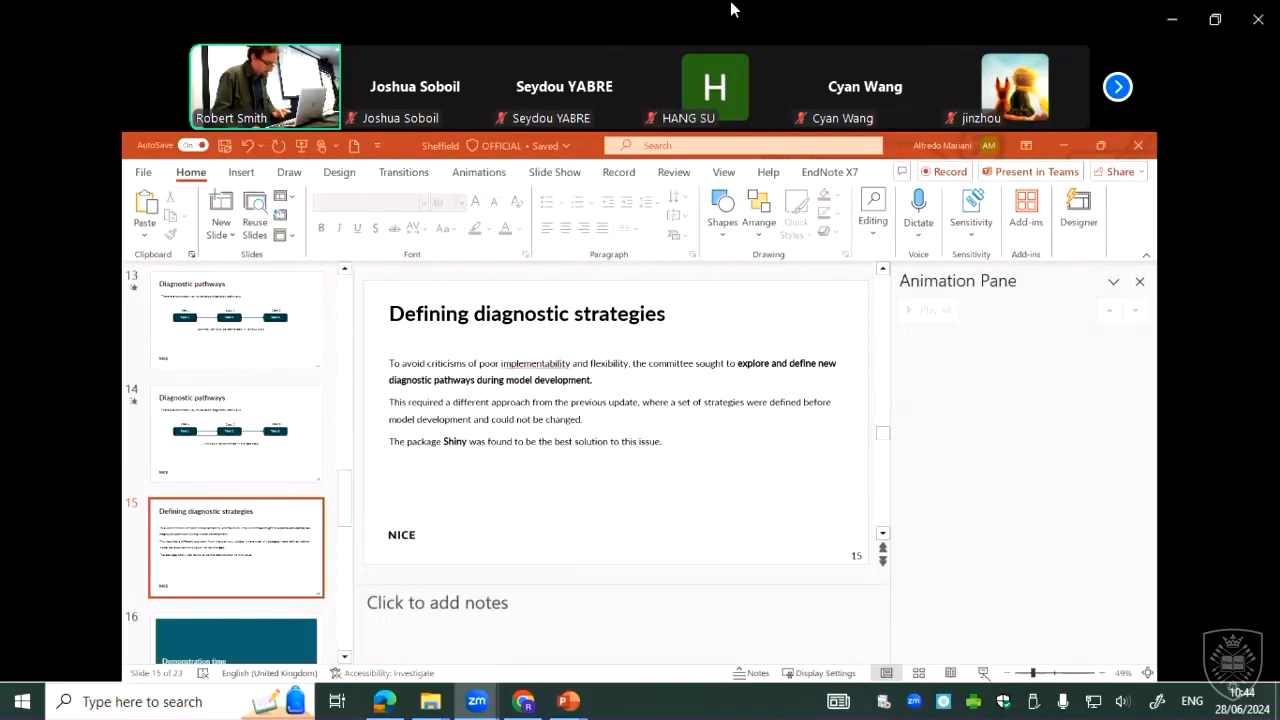 Joshua Soboil
Seydou YABRE
H
Cyan Wang
Robert Smith
Joshua Soboil
Seydou YABRE
HANG SU
Cyan Wang
jinzhou
AutoSave On
Sheffield OFFICIAL • Saved
Search
Alfredo Mariani AM
File Home Insert Draw Design Transitions Animations Slide Show Record Review View Help EndNote X7
Record Present in Teams Share
Paste
New Slide
Reuse Slides
Shapes
Arrange
Quick Styles
Editing
Dictate
Sensitivity
Add-ins
Designer
Clipboard Slides Font Paragraph Drawing Voice Sensitivity Add-ins
13
Diagnostic pathways
NICE
14
Diagnostic pathways
NICE
15
Defining diagnostic strategies
NICE
16
Demonstration time
Defining diagnostic strategies
To avoid criticisms of poor implementability and flexibility, the committee sought to explore and define new
diagnostic pathways during model development.
This required a different approach from the previous update, where a set of strategies were defined before
model development and could not be changed.
The package Shiny was found to be the best solution to this issue.
NICE
15
Animation Pane
Play All
Click to add notes
Slide 15 of 23 English (United Kingdom) Accessibility: Investigate Notes Display Settings 49%
Type here to search
ENG
10:44
28/06/2024